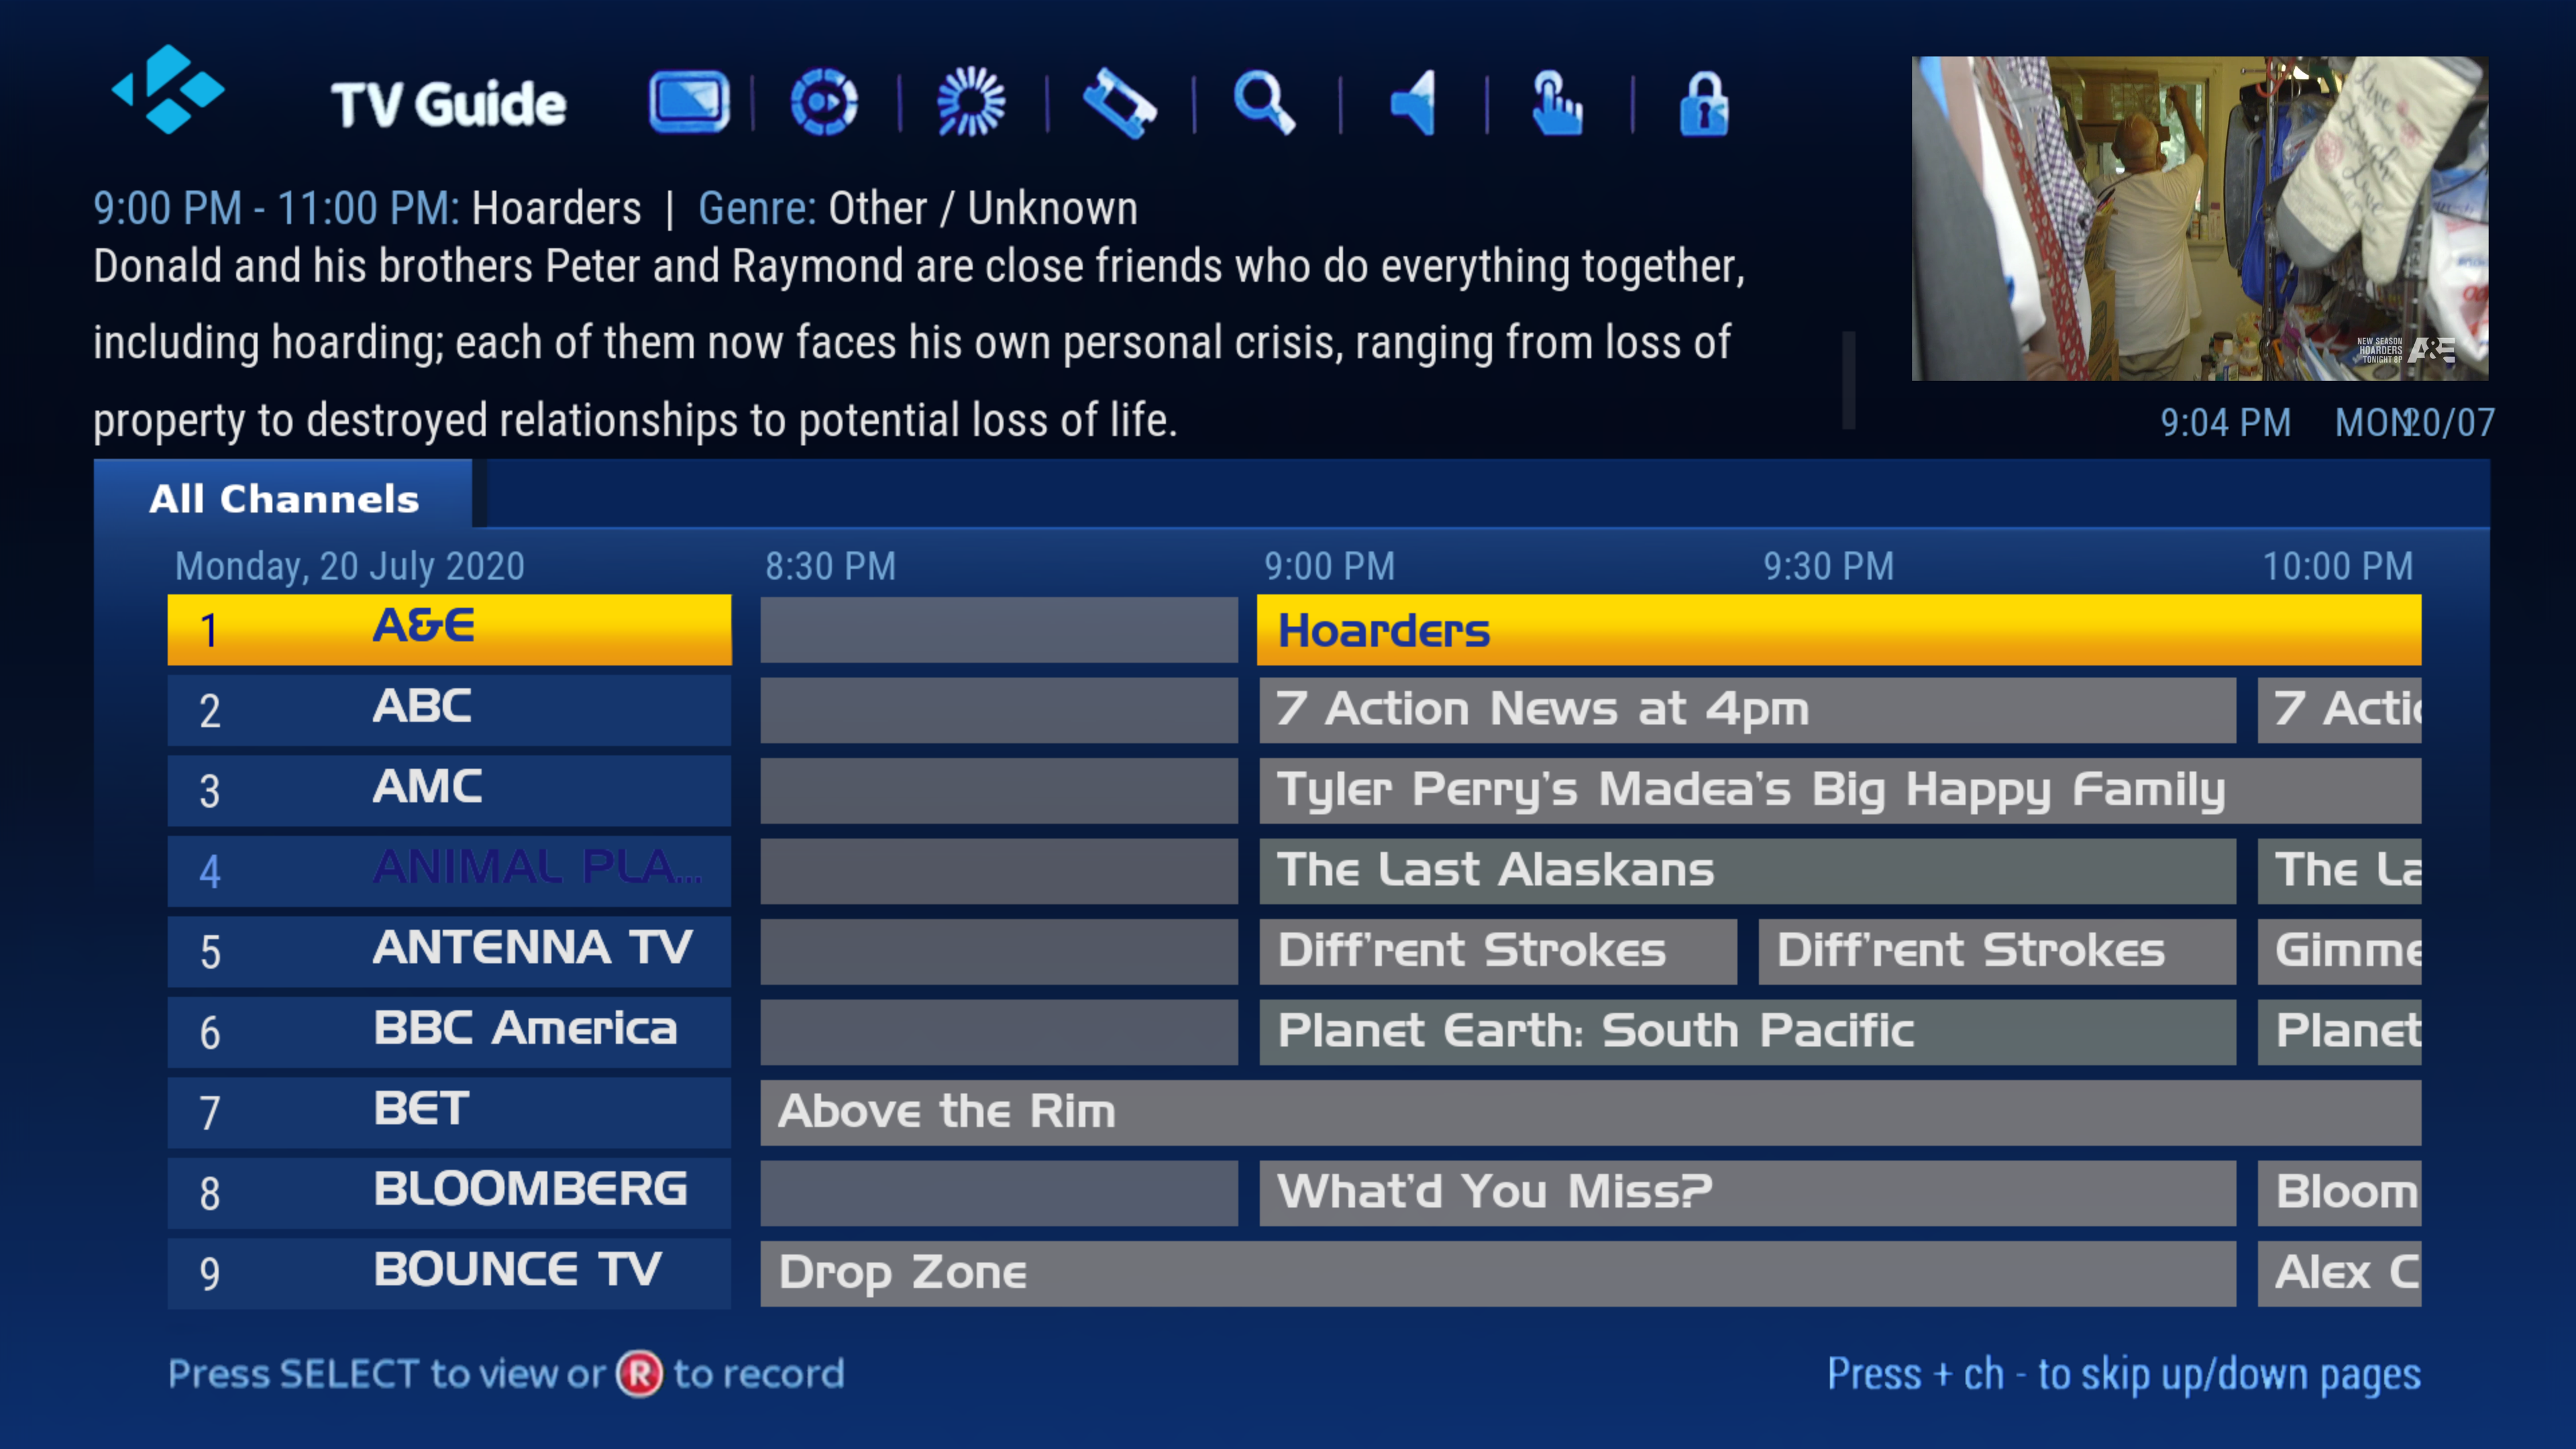 TV Guide
9:00 PM - 11:00 PM: Hoarders | Genre: Other / Unknown
Donald and his brothers Peter and Raymond are close friends who do everything together,
including hoarding; each of them now faces his own personal crisis, ranging from loss of
property to destroyed relationships to potential loss of life.
NEW SEASON
HOARDERS
TONIGHT 8P
A&E
9:04 PM MON 20/07
All Channels
Monday, 20 July 2020 8:30 PM 9:00 PM 9:30 PM 10:00 PM
1 A&E Hoarders
2 ABC 7 Action News at 4pm 7 Actio
3 AMC Tyler Perry's Madea's Big Happy Family
4 ANIMAL PLA... The Last Alaskans The La
5 ANTENNA TV Diff'rent Strokes Diff'rent Strokes Gimme
6 BBC America Planet Earth: South Pacific Planet
7 BET Above the Rim
8 BLOOMBERG What'd You Miss? Bloom
9 BOUNCE TV Drop Zone Alex C
Press SELECT to view or R to record
Press + ch - to skip up/down pages